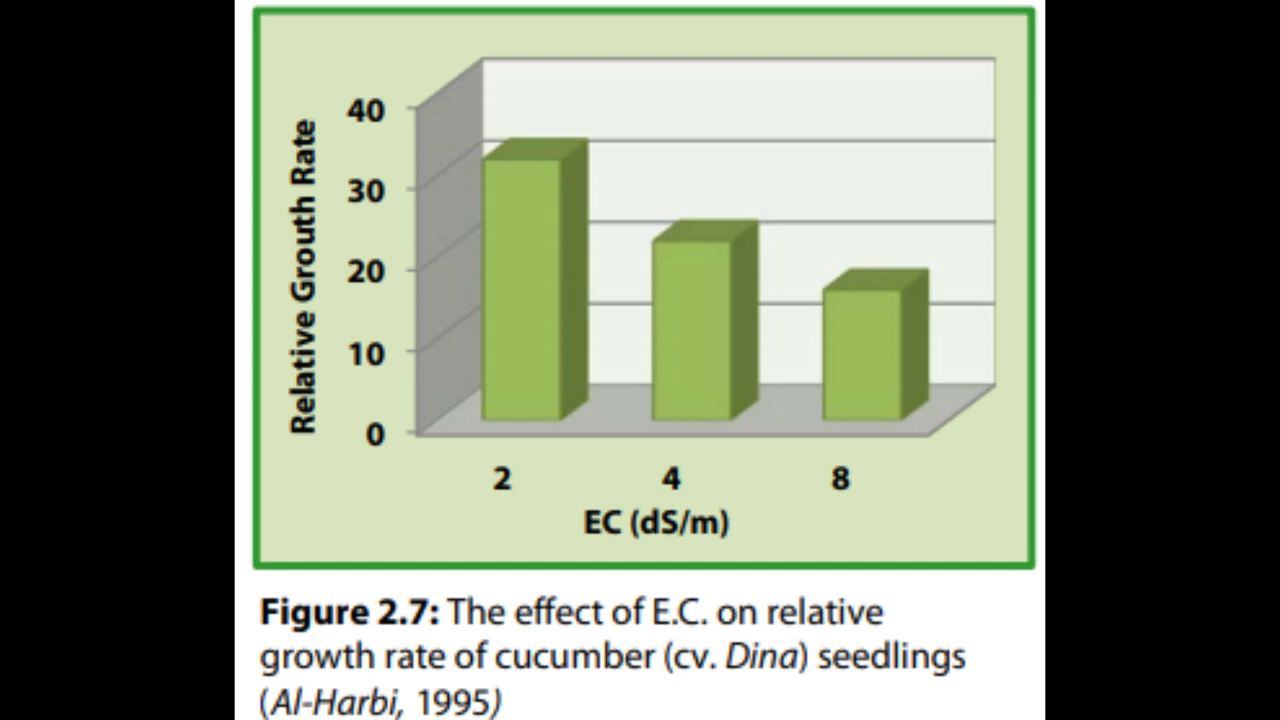 Relative Grouth Rate
40
30
20
10
0
2 4 8
EC (dS/m)
Figure 2.7: The effect of E.C. on relative
growth rate of cucumber (cv. Dina) seedlings
(Al-Harbi, 1995)